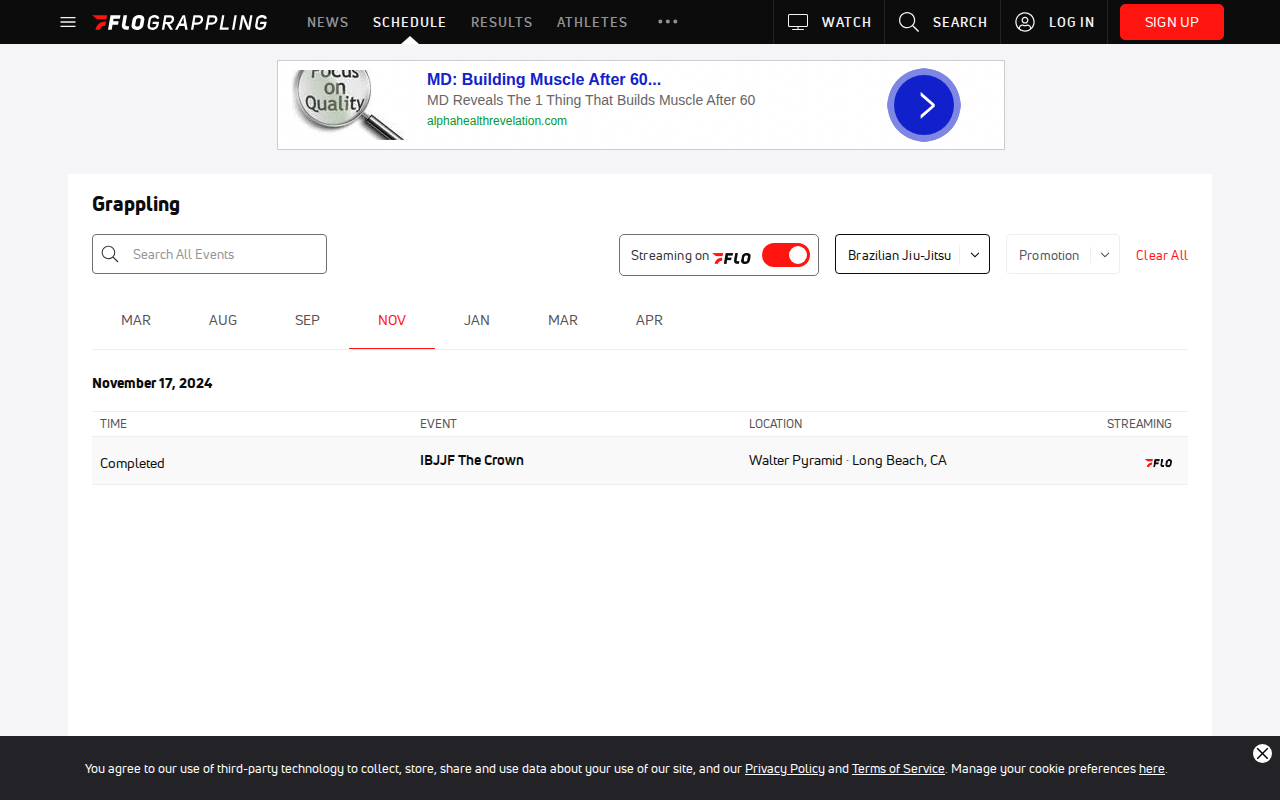 FLOGRAPPLING NEWS SCHEDULE RESULTS ATHLETES ••• WATCH SEARCH LOG IN SIGN UP
Focus
on
Quality
MD: Building Muscle After 60...
MD Reveals The 1 Thing That Builds Muscle After 60
alphahealthrevelation.com
Grappling
Search All Events Streaming on FLO Brazilian Jiu-Jitsu Promotion Clear All
MAR AUG SEP NOV JAN MAR APR
November 17, 2024
TIME EVENT LOCATION STREAMING
Completed IBJJF The Crown Walter Pyramid · Long Beach, CA FLO
You agree to our use of third-party technology to collect, store, share and use data about your use of our site, and our Privacy Policy and Terms of Service. Manage your cookie preferences here.